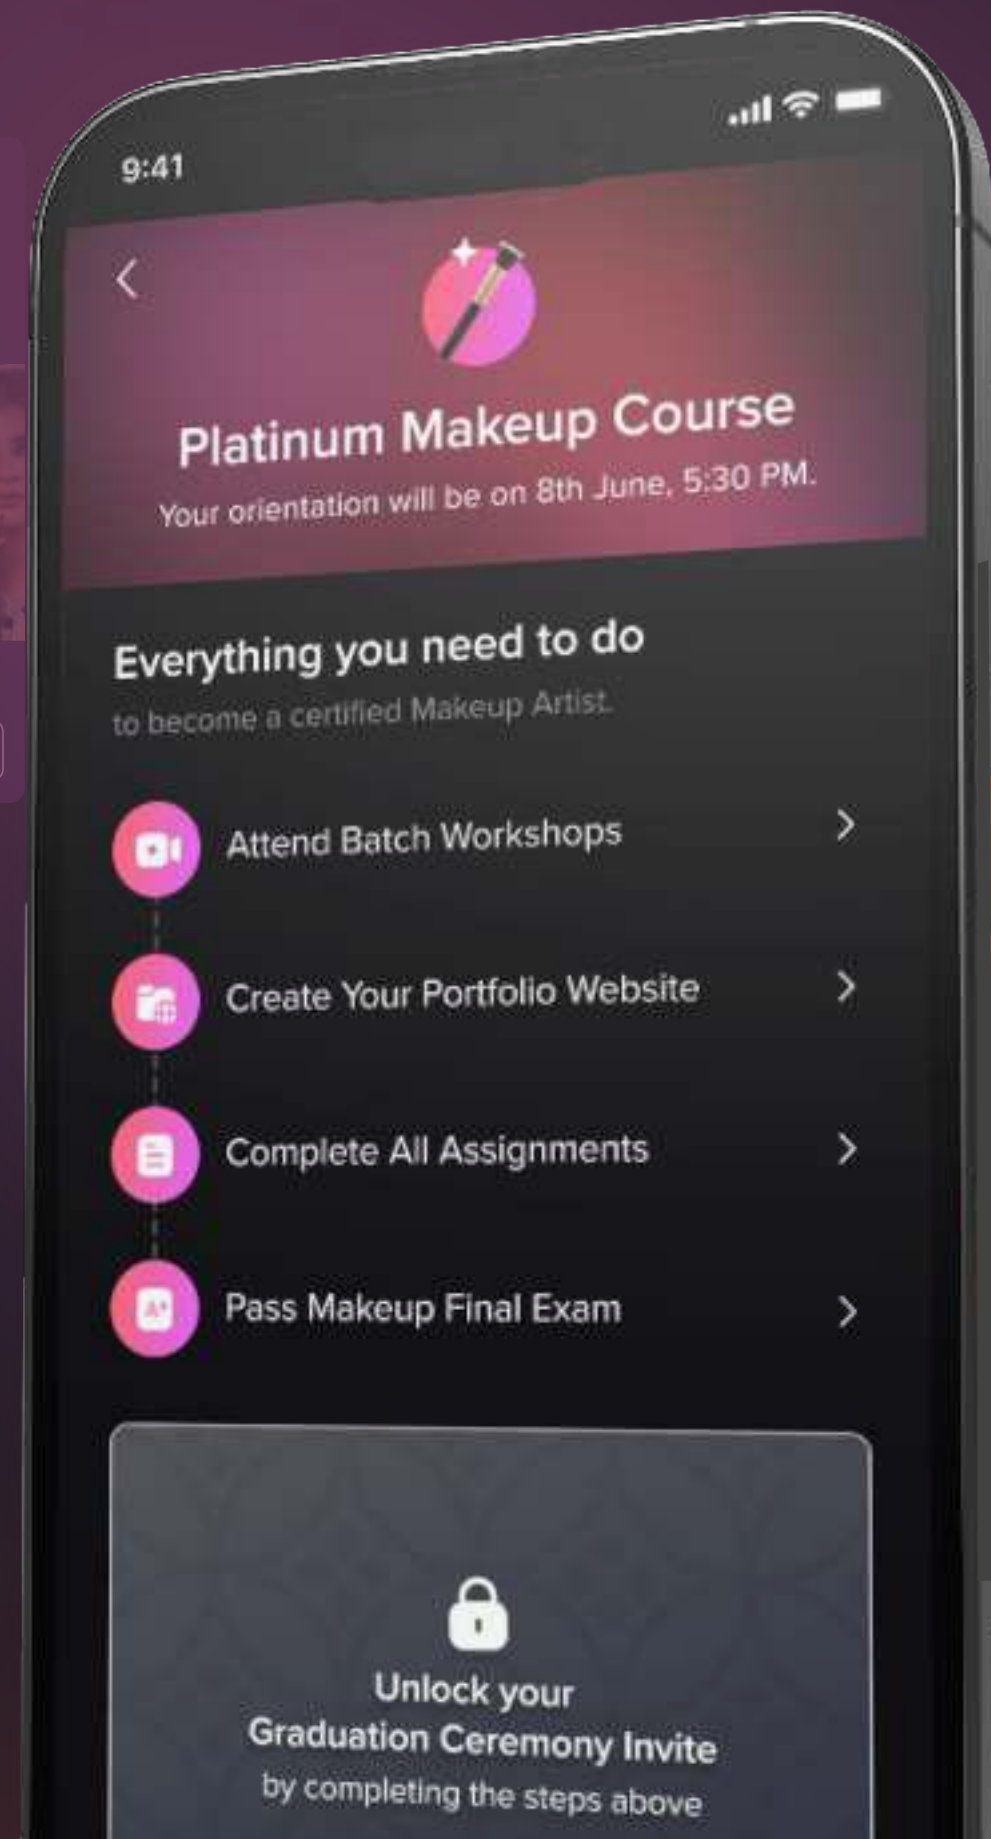 9:41
Platinum Makeup Course
Your orientation will be on 8th June, 5:30 PM.
Everything you need to do
to become a certified Makeup Artist.
Attend Batch Workshops
Create Your Portfolio Website
Complete All Assignments
A+
Pass Makeup Final Exam
Unlock your
Graduation Ceremony Invite
by completing the steps above